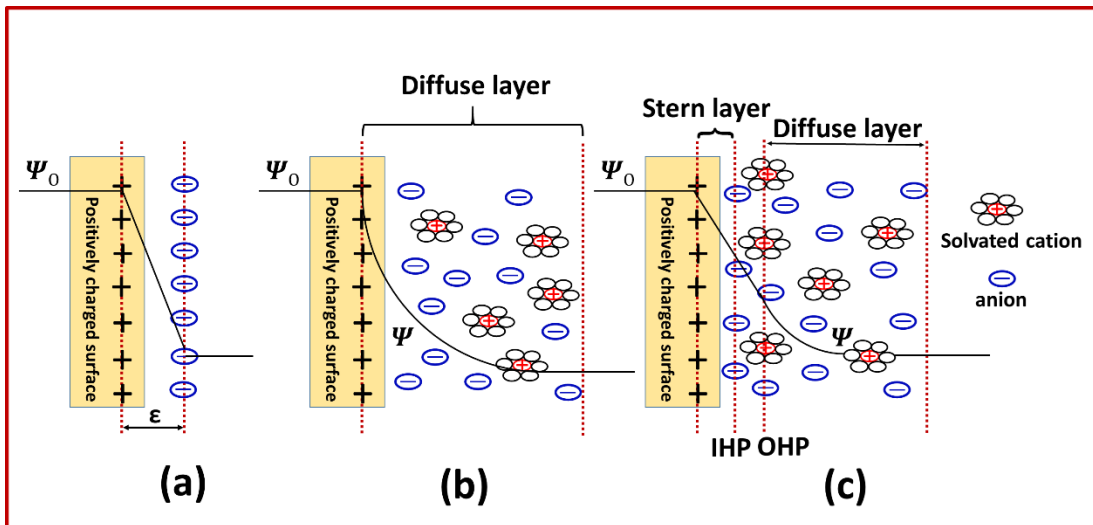 Diffuse layer
Stern layer
Diffuse layer
Ψ₀
Ψ₀
Ψ₀
Positively charged surface
Positively charged surface
Positively charged surface
Solvated cation
anion
Ψ
Ψ
ε
IHP OHP
(a)
(b)
(c)